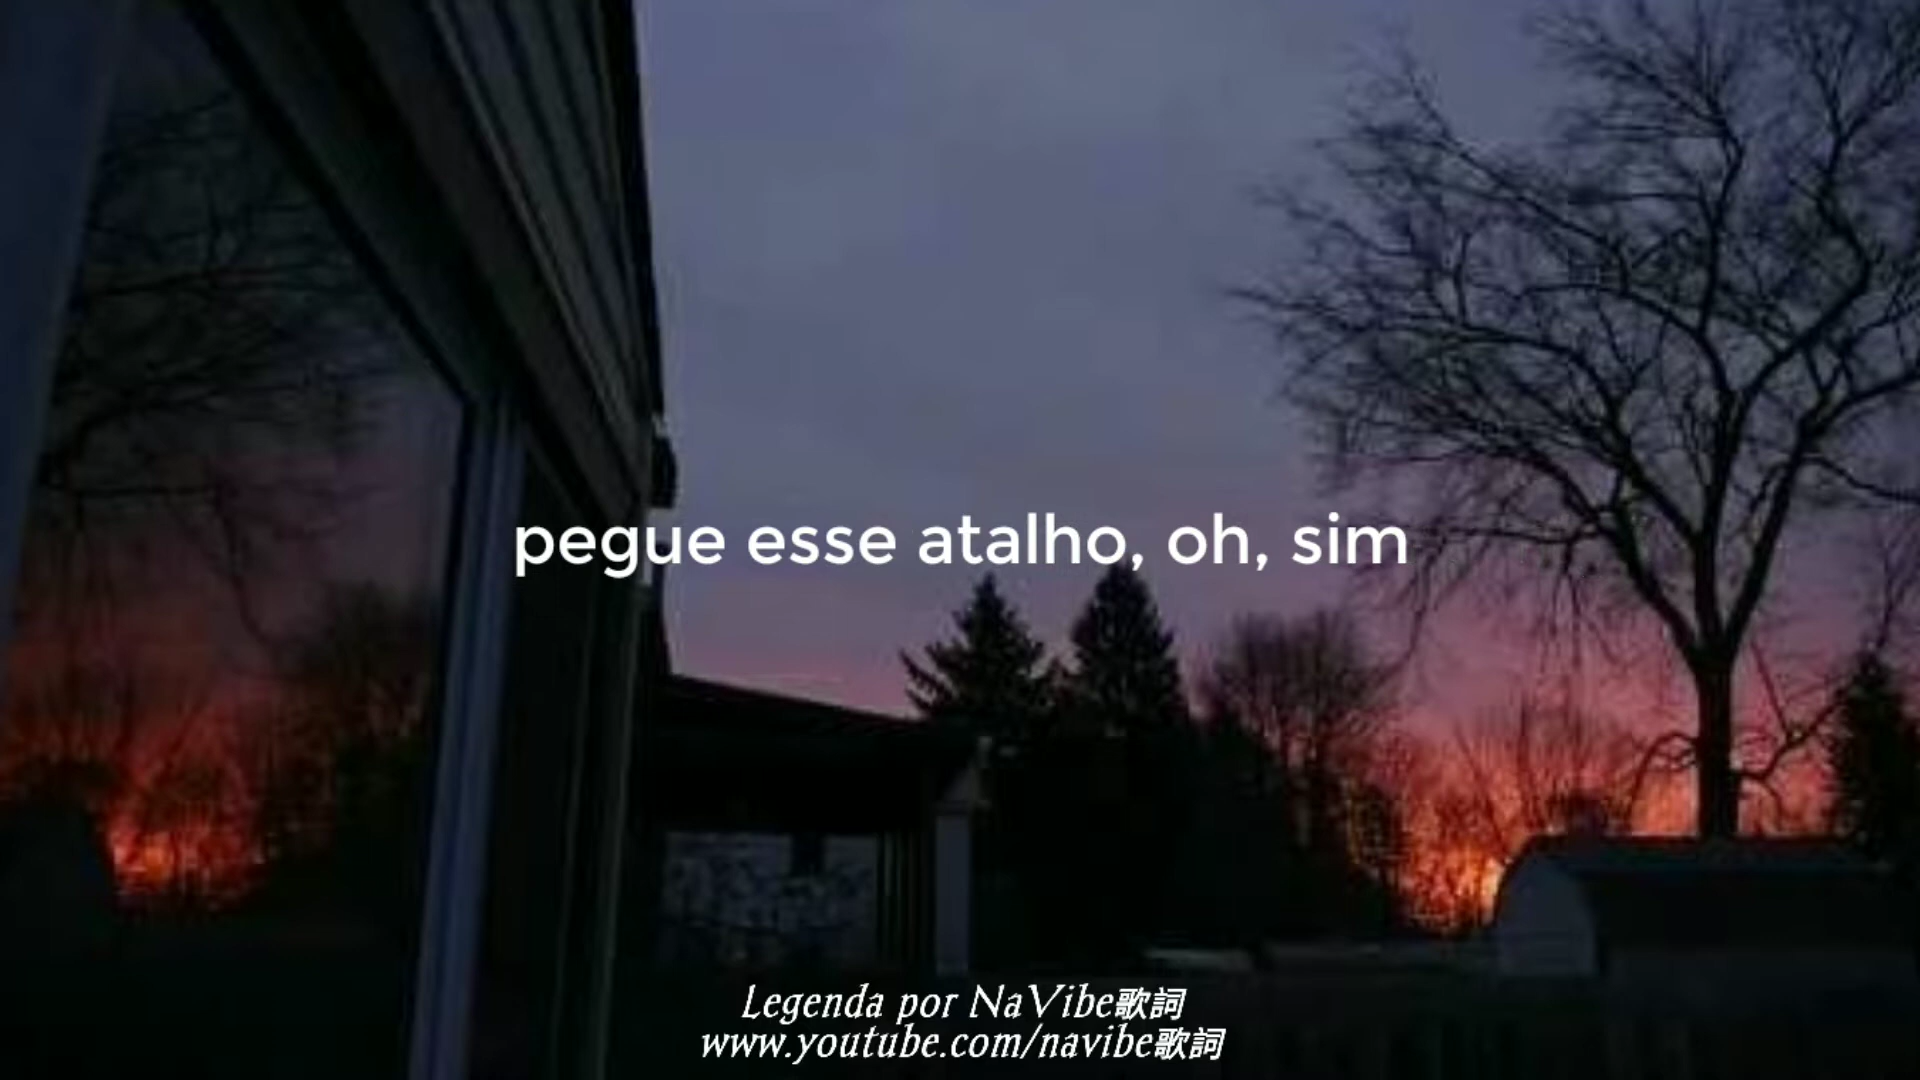 pegue esse atalho, oh, sim
Legenda por NaVibe歌詞
www.youtube.com/navibe歌詞